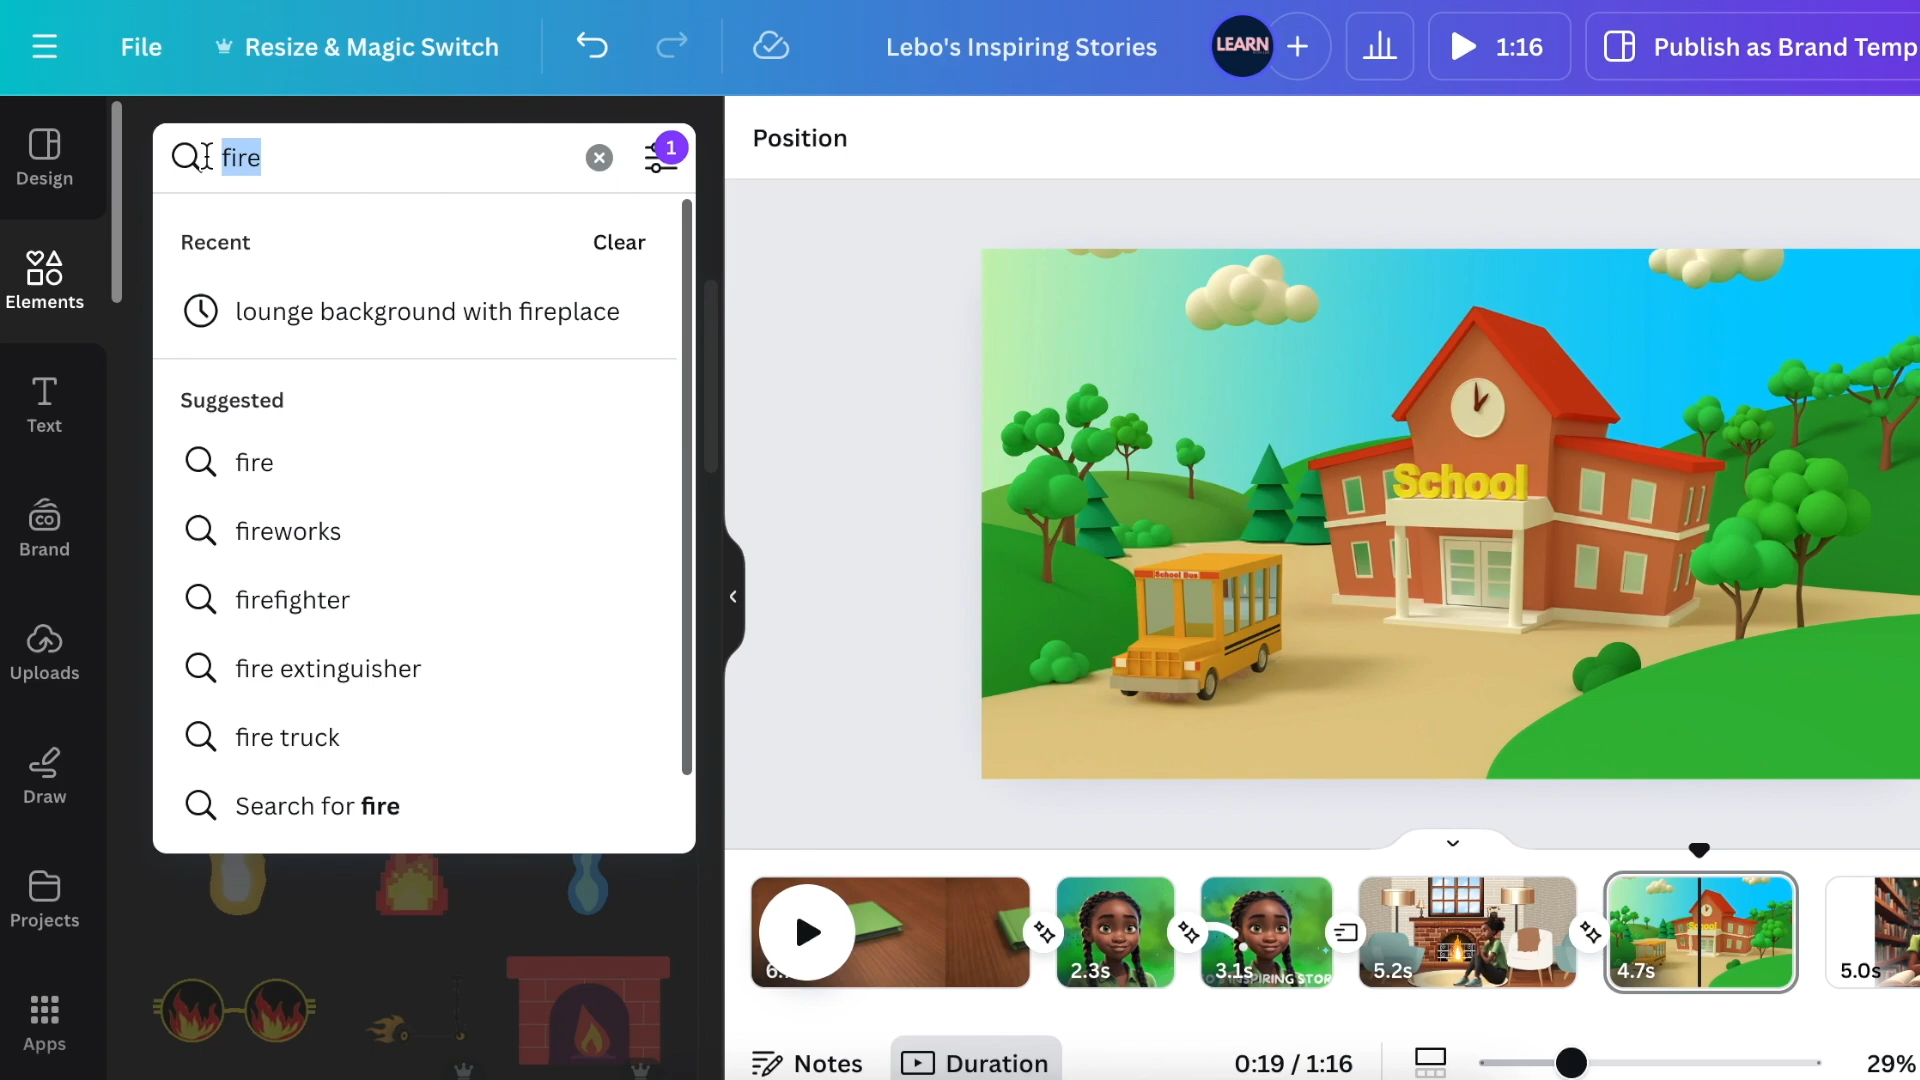 File
Resize & Magic Switch
Lebo's Inspiring Stories
LEARN
1:16
Publish as Brand Temp
Design
Elements
Text
Brand
Uploads
Draw
Projects
Apps
fire
1
Recent
Clear
lounge background with fireplace
Suggested
fire
fireworks
firefighter
fire extinguisher
fire truck
Search for fire
Position
School
School Bus
2.3s
3.1s
INSPIRING STOR
5.2s
4.7s
5.0s
Notes
Duration
0:19 / 1:16
29%